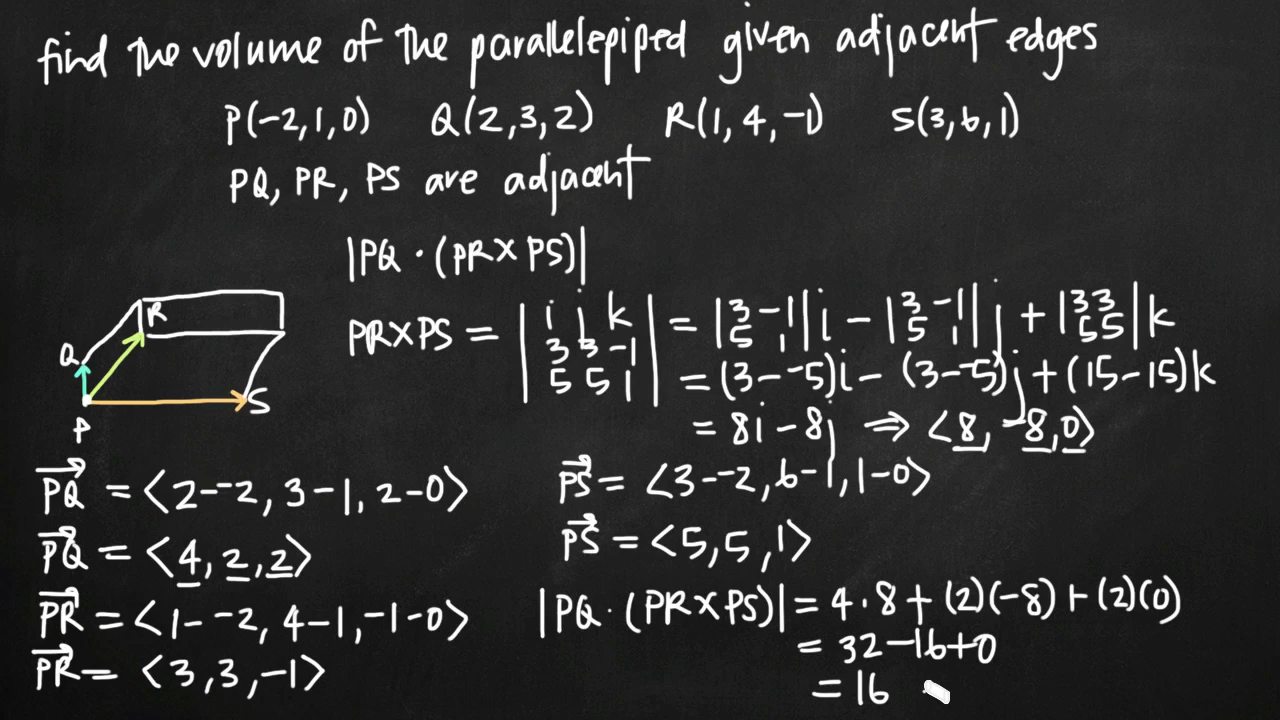 find the volume of the parallelepiped given adjacent edges
P(-2,1,0) Q(2,3,2) R(1,4,-1) S(3,6,1)
PQ, PR, PS are adjacent
|PQ · (PR×PS)|
PR×PS = | i j k | = |3 -1| i - |3 -1| j + |3 3| k
| 3 3 -1 | |5 1| |5 1| |5 5|
| 5 5 1 | = (3--5)i - (3--5)j + (15-15)k
= 8i - 8j ⇒ <8, -8, 0>
R
Q
S
P
PQ = <2--2, 3-1, 2-0>
PQ = <4, 2, 2>
PR = <1--2, 4-1, -1-0>
PR = <3, 3, -1>
PS = <3--2, 6-1, 1-0>
PS = <5, 5, 1>
|PQ · (PR×PS)| = 4·8 + (2)(-8) + (2)(0)
= 32-16+0
= 16